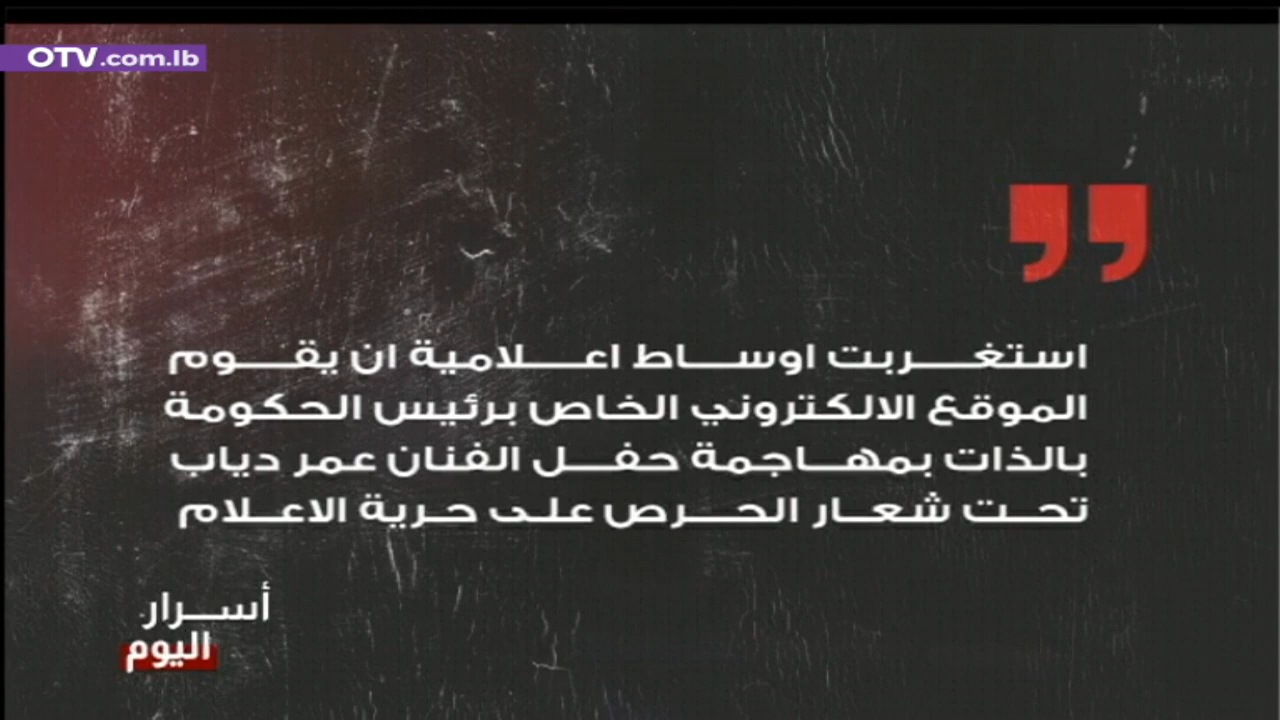 OTV.com.lb
استغربت اوساط اعلامية ان يقوم
الموقع الالكتروني الخاص برئيس الحكومة
بالذات بمهاجمة حفل الفنان عمر دياب
تحت شعار الحرص على حرية الاعلام
أسرار
اليوم